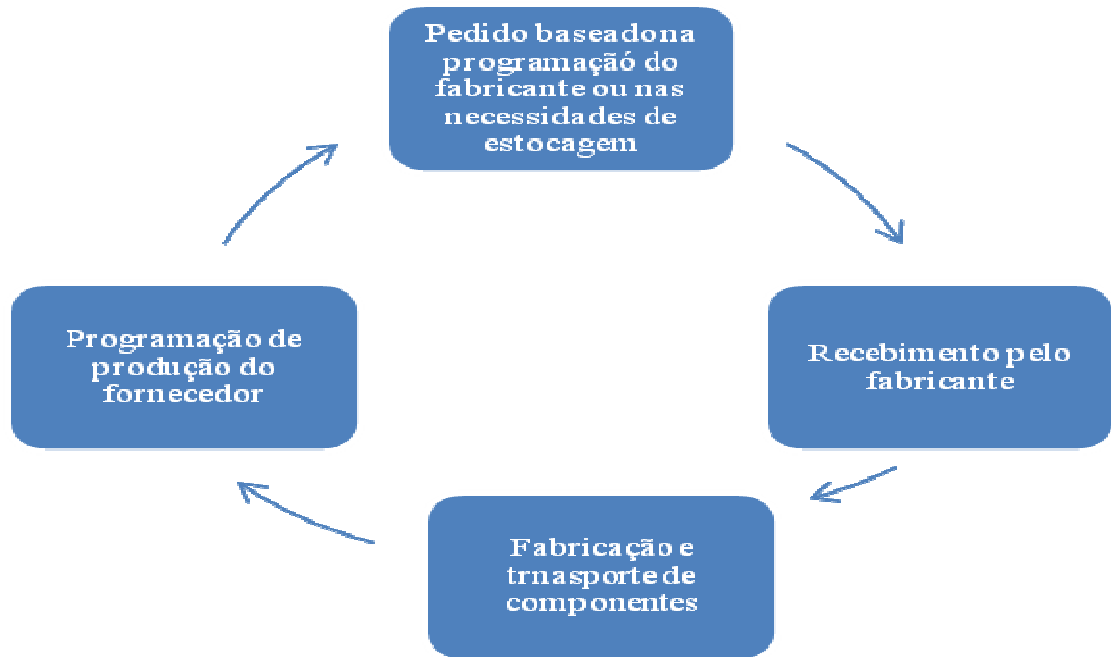 Pedido baseadona
programaçaó do
fabricante ou nas
necessidades de
estocagem
Recebimento pelo
fabricante
Fabricação e
trnasporte de
componentes
Programação de
produção do
fornecedor